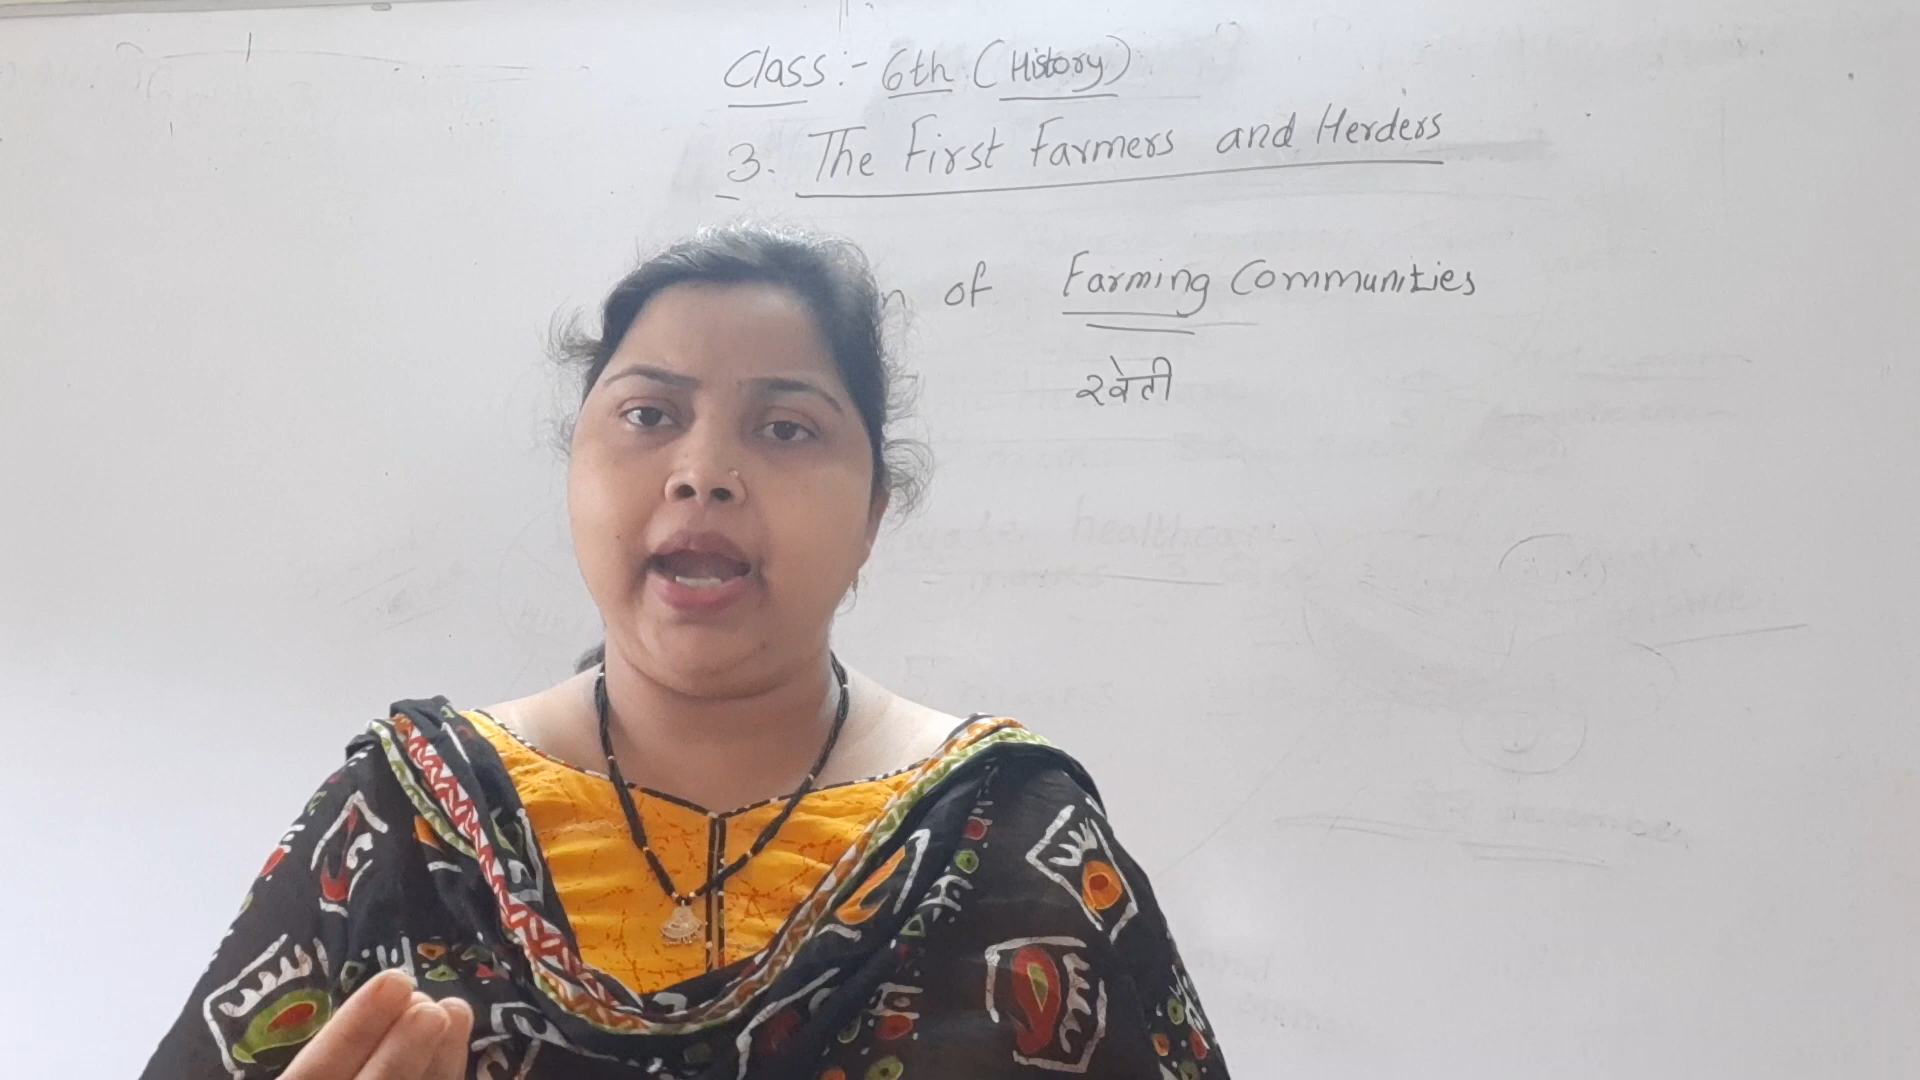 Class:- 6th (History)
3. The First Farmers and Herders
n of Farming Communities
खेती